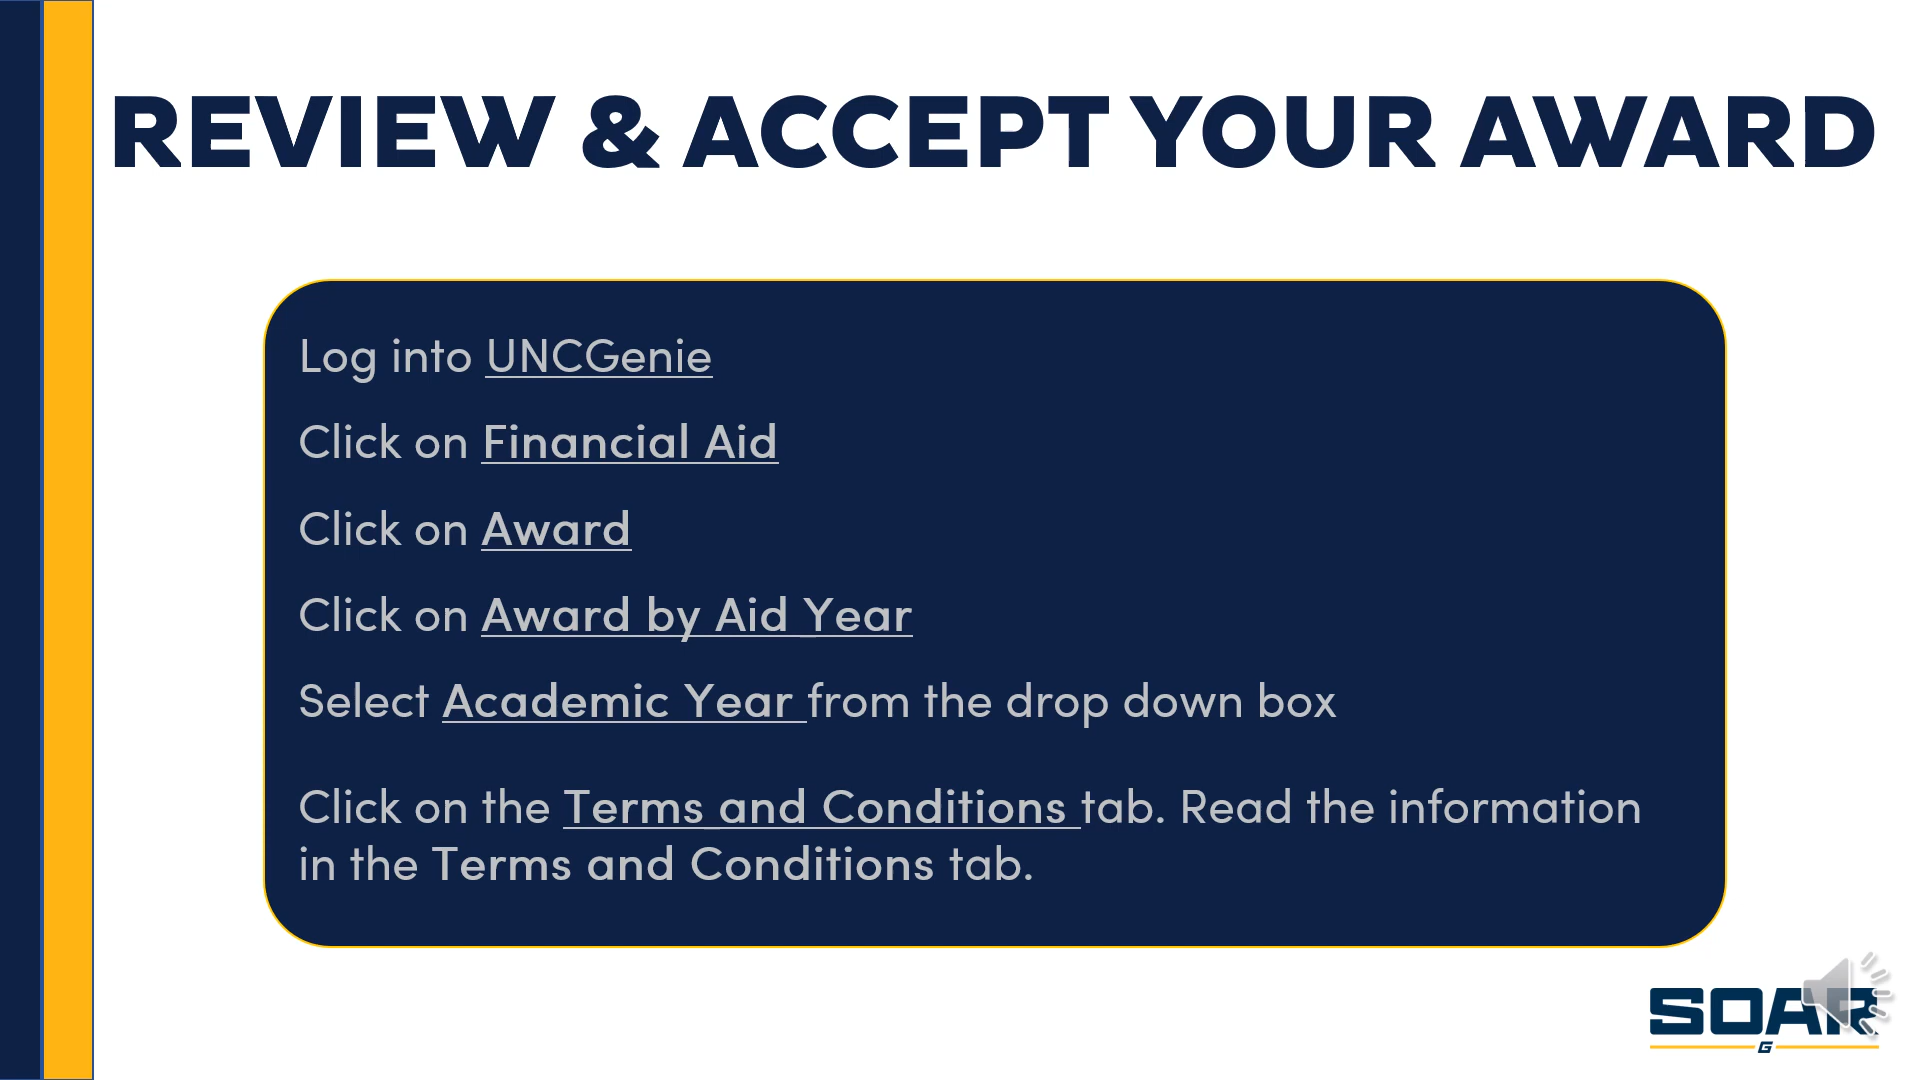 REVIEW & ACCEPT YOUR AWARD
Log into UNCGenie
Click on Financial Aid
Click on Award
Click on Award by Aid Year
Select Academic Year from the drop down box
Click on the Terms and Conditions tab. Read the information
in the Terms and Conditions tab.
SOAR
G